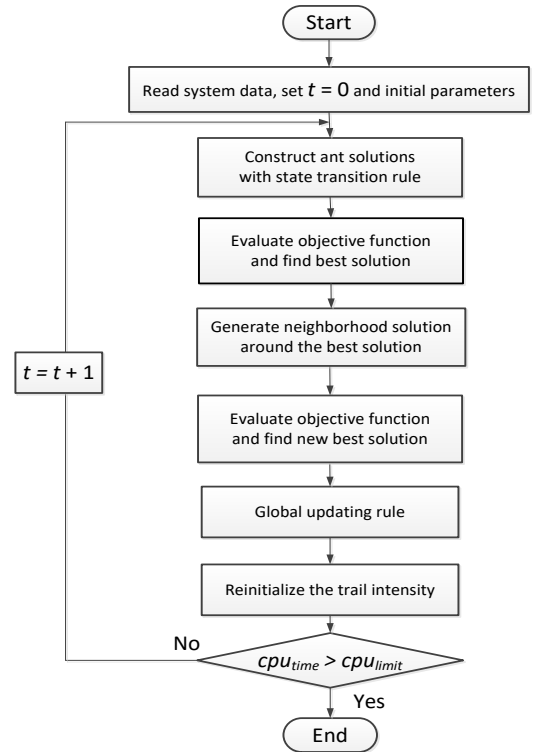 Start
Read system data, set t = 0 and initial parameters
Construct ant solutions
with state transition rule
Evaluate objective function
and find best solution
Generate neighborhood solution
around the best solution
t = t + 1
Evaluate objective function
and find new best solution
Global updating rule
Reinitialize the trail intensity
No
cpu_time > cpu_limit
Yes
End